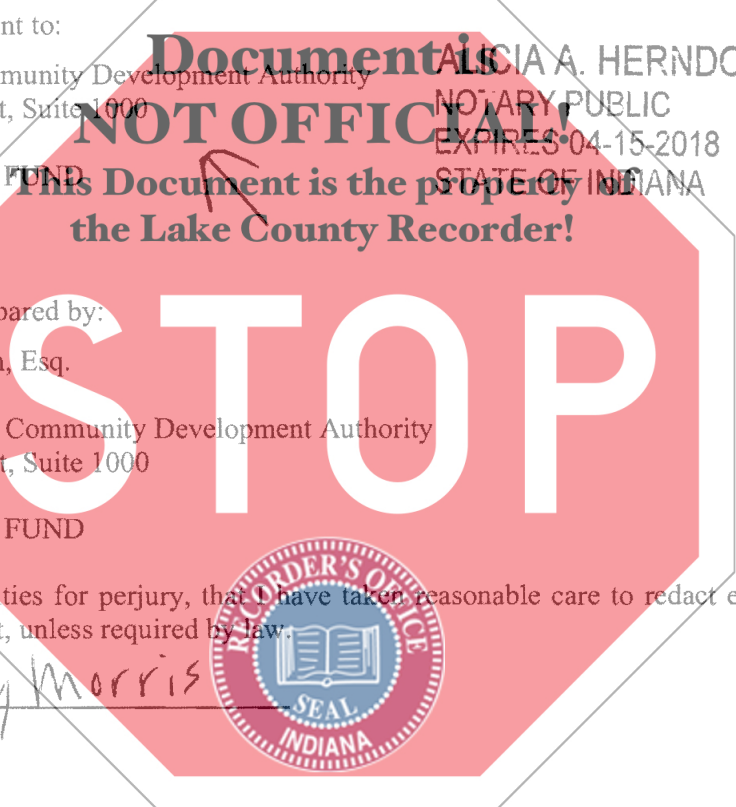 nt to:
Document is
ALICIA A. HERNDO
munity Development Authority
t, Suite 1000
NOT OFFICIAL!
NOTARY PUBLIC
EXPIRES 04-15-2018
FUND
This Document is the property of
STATE OF INDIANA
the Lake County Recorder!
pared by:
STOP
, Esq.
Community Development Authority
t, Suite 1000
FUND
RECORDER'S OFFICE
ties for perjury, that I have taken reasonable care to redact e
t, unless required by law.
Morris
SEAL
INDIANA